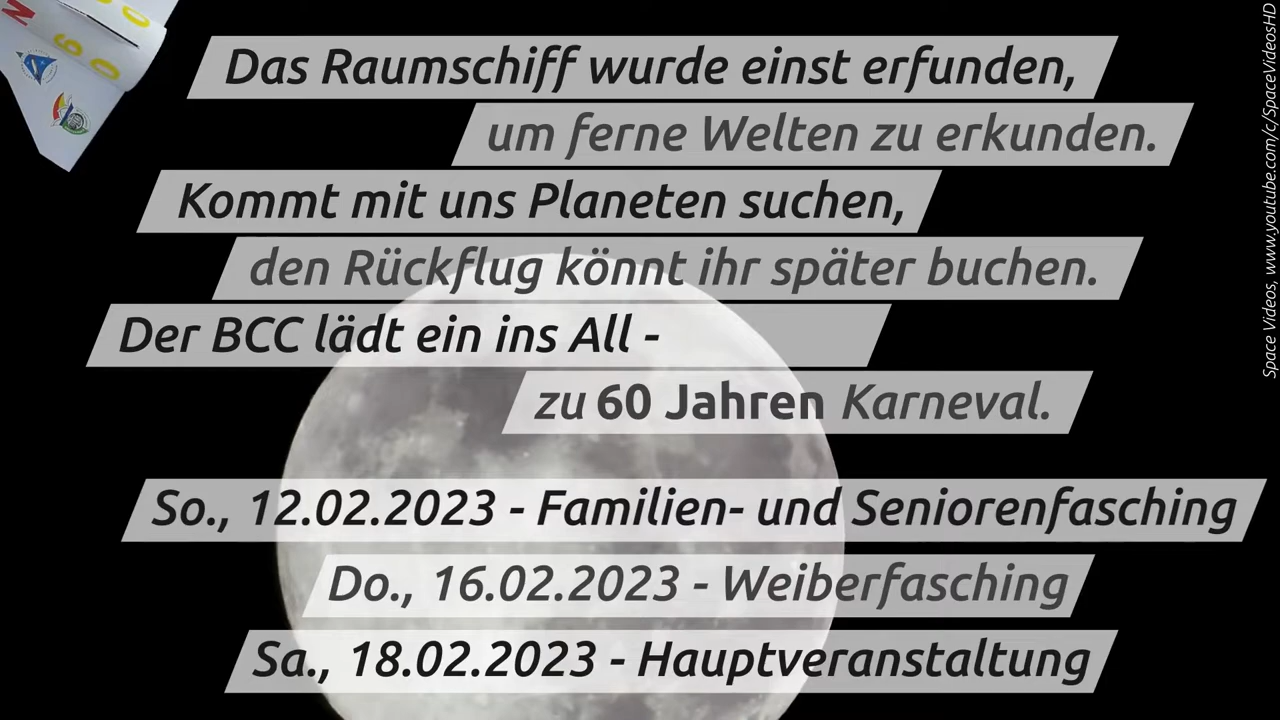 Das Raumschiff wurde einst erfunden,
um ferne Welten zu erkunden.
Kommt mit uns Planeten suchen,
den Rückflug könnt ihr später buchen.
Der BCC lädt ein ins All -
zu 60 Jahren Karneval.
So., 12.02.2023 - Familien- und Seniorenfasching
Do., 16.02.2023 - Weiberfasching
Sa., 18.02.2023 - Hauptveranstaltung
Space Videos, www.youtube.com/c/SpaceVideosHD
N
60